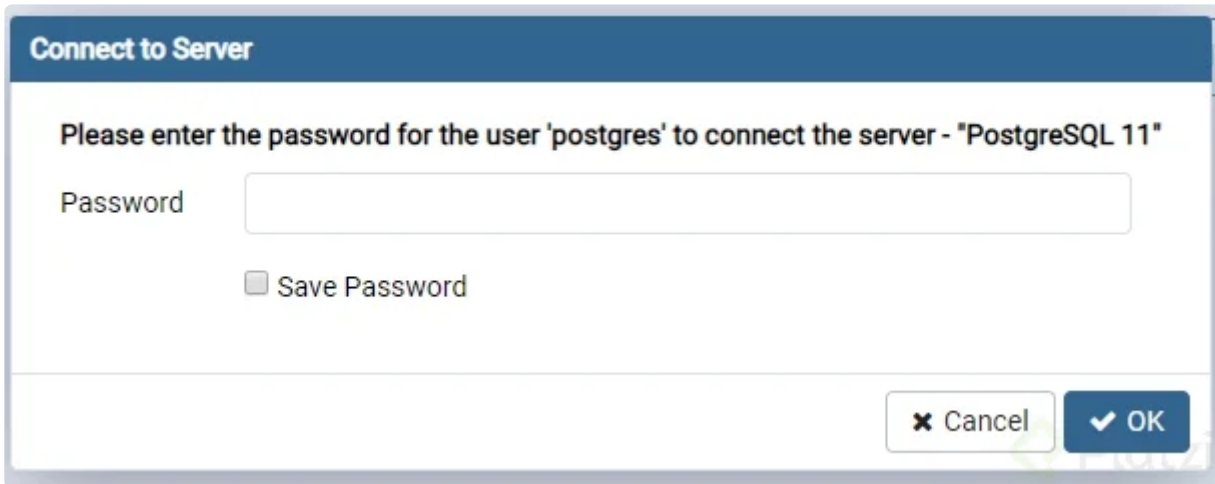 Connect to Server
Please enter the password for the user 'postgres' to connect the server - "PostgreSQL 11"
Password
Save Password
Cancel
OK
Platzi